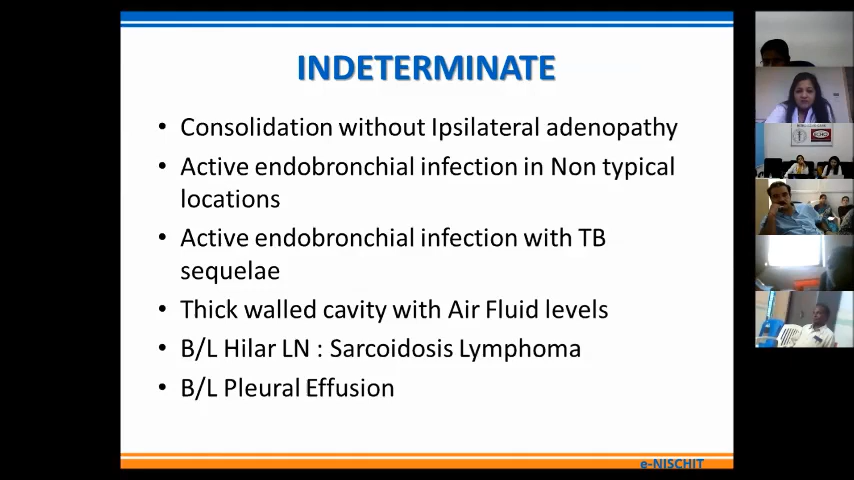 INDETERMINATE
• Consolidation without Ipsilateral adenopathy
• Active endobronchial infection in Non typical
locations
• Active endobronchial infection with TB
sequelae
• Thick walled cavity with Air Fluid levels
• B/L Hilar LN : Sarcoidosis Lymphoma
• B/L Pleural Effusion
e-NISCHIT